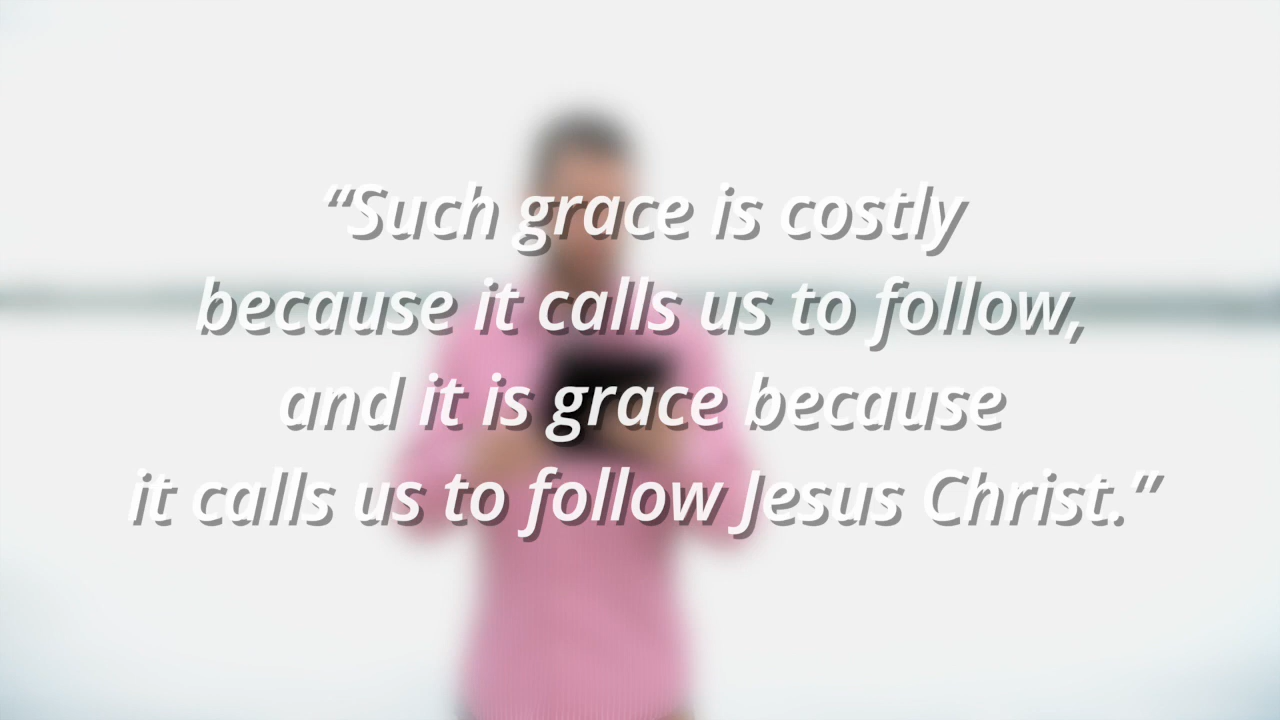 “Such grace is costly
because it calls us to follow,
and it is grace because
it calls us to follow Jesus Christ.”